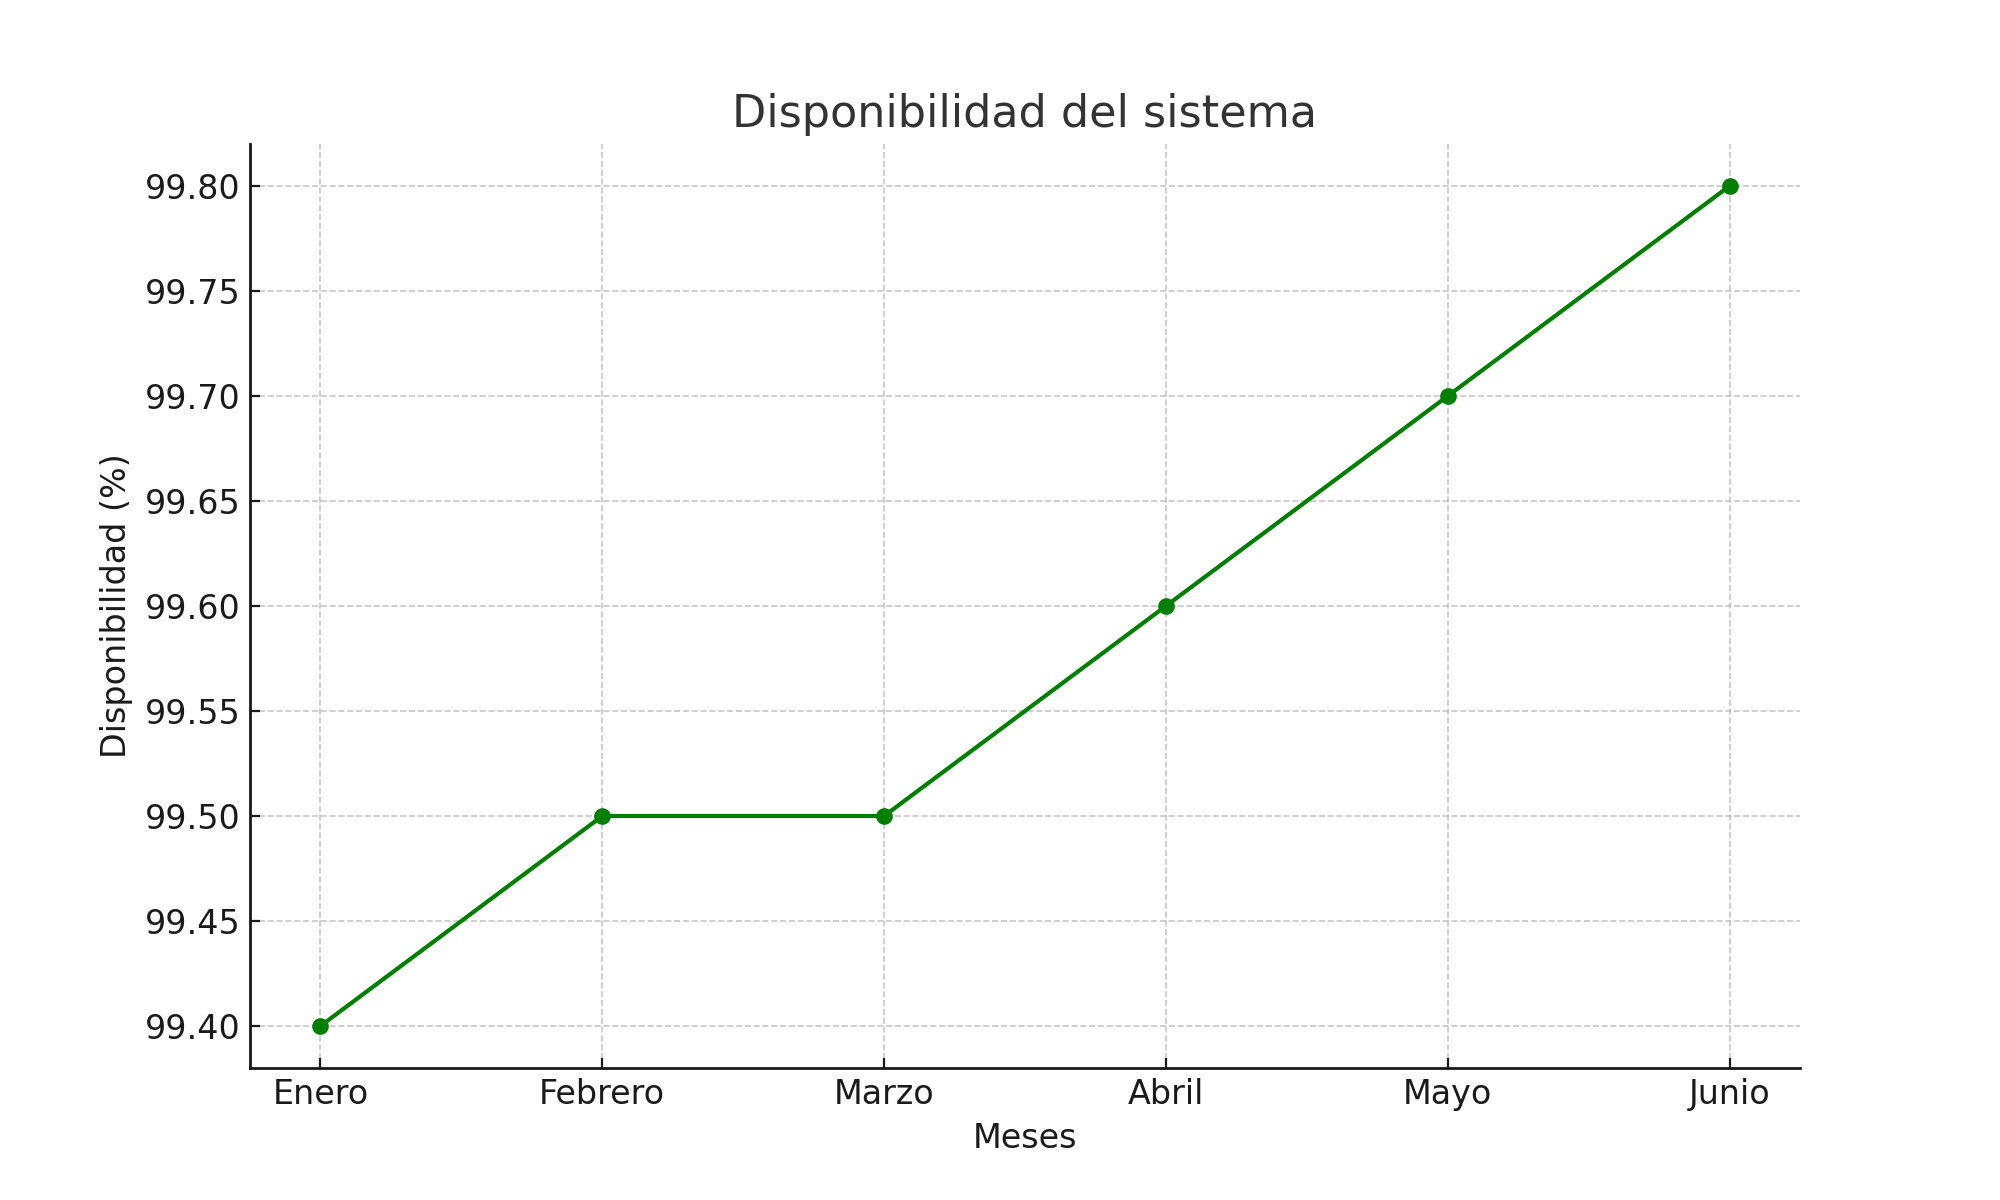 Disponibilidad del sistema
Disponibilidad (%)
99.80
99.75
99.70
99.65
99.60
99.55
99.50
99.45
99.40
Enero Febrero Marzo Abril Mayo Junio
Meses